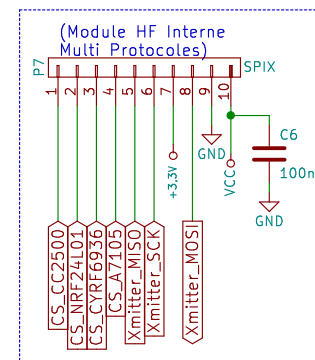 (Module HF Interne
Multi Protocoles)
P7
SPIX
1
2
3
4
5
6
7
8
9
10
+3,3V
GND
VCC
C6
100n
GND
CS_CC2500
CS_NRF24L01
CS_CYRF6936
CS_A7105
Xmitter_MISO
Xmitter_SCK
Xmitter_MOSI